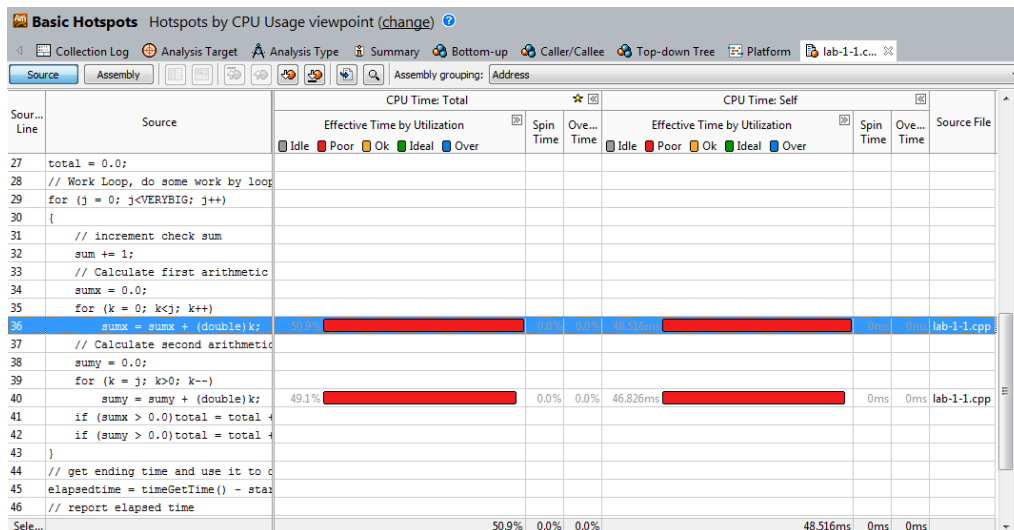 Basic Hotspots Hotspots by CPU Usage viewpoint (change) ?
Collection Log Analysis Target Analysis Type Summary Bottom-up Caller/Callee Top-down Tree Platform lab-1-1.c...
Source Assembly Assembly grouping: Address
CPU Time: Total CPU Time: Self
Sour... Line Source Effective Time by Utilization Spin Time Ove... Time Effective Time by Utilization Spin Time Ove... Time Source File
Idle Poor Ok Ideal Over Idle Poor Ok Ideal Over
27 total = 0.0;
28 // Work Loop, do some work by loop
29 for (j = 0; j<VERYBIG; j++)
30 {
31 // increment check sum
32 sum += 1;
33 // Calculate first arithmetic
34 sumx = 0.0;
35 for (k = 0; k<j; k++)
36 sumx = sumx + (double)k; 50.9% 0.0% 0.0% 48.516ms 0ms 0ms lab-1-1.cpp
37 // Calculate second arithmetic
38 sumy = 0.0;
39 for (k = j; k>0; k--)
40 sumy = sumy + (double)k; 49.1% 0.0% 0.0% 46.826ms 0ms 0ms lab-1-1.cpp
41 if (sumx > 0.0)total = total +
42 if (sumy > 0.0)total = total +
43 }
44 // get ending time and use it to
45 elapsedtime = timeGetTime() -
46 // report elapsed time
Sele... 50.9% 0.0% 0.0% 48.516ms 0ms 0ms